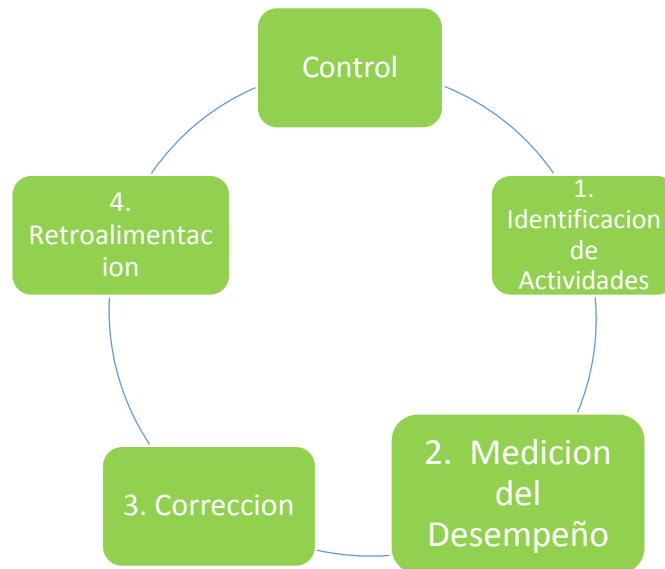 Control
1.
Identificacion
de
Actividades
2.  Medicion
del
Desempeño
3. Correccion
4.
Retroalimentac
ion